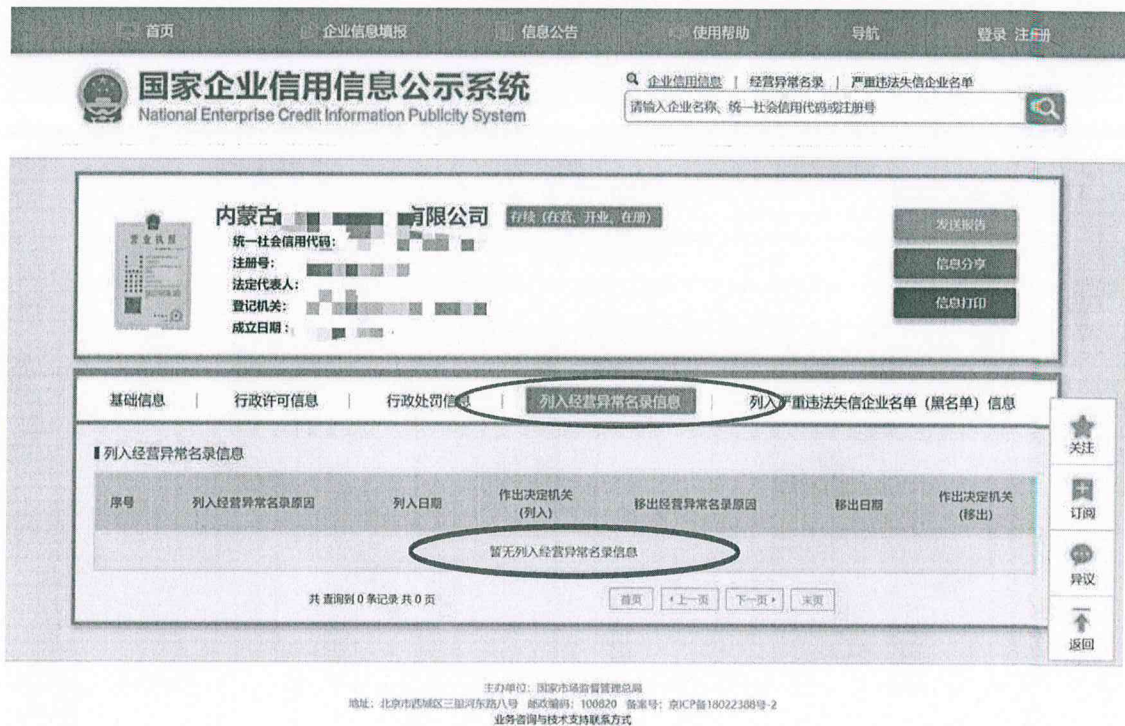 首页 企业信息填报 信息公告 使用帮助 导航 登录 注册
国家企业信用信息公示系统
National Enterprise Credit Information Publicity System
企业信用信息 | 经营异常名录 | 严重违法失信企业名单
请输入企业名称、统一社会信用代码或注册号
内蒙古 有限公司 存续（在营、开业、在册）
营业执照
统一社会信用代码：
注册号：
法定代表人：
登记机关：
成立日期：
发送报告
信息分享
信息打印
基础信息 | 行政许可信息 | 行政处罚信息 | 列入经营异常名录信息 | 列入严重违法失信企业名单（黑名单）信息
列入经营异常名录信息
序号 列入经营异常名录原因 列入日期 作出决定机关（列入） 移出经营异常名录原因 移出日期 作出决定机关（移出）
暂无列入经营异常名录信息
共 查询到 0 条记录 共 0 页 首页 上一页 下一页 末页
关注
订阅
异议
返回
主办单位：国家市场监督管理总局
地址：北京市西城区三里河东路八号 邮政编码：100820 备案号：京ICP备18022388号-2
业务咨询与技术支持联系方式